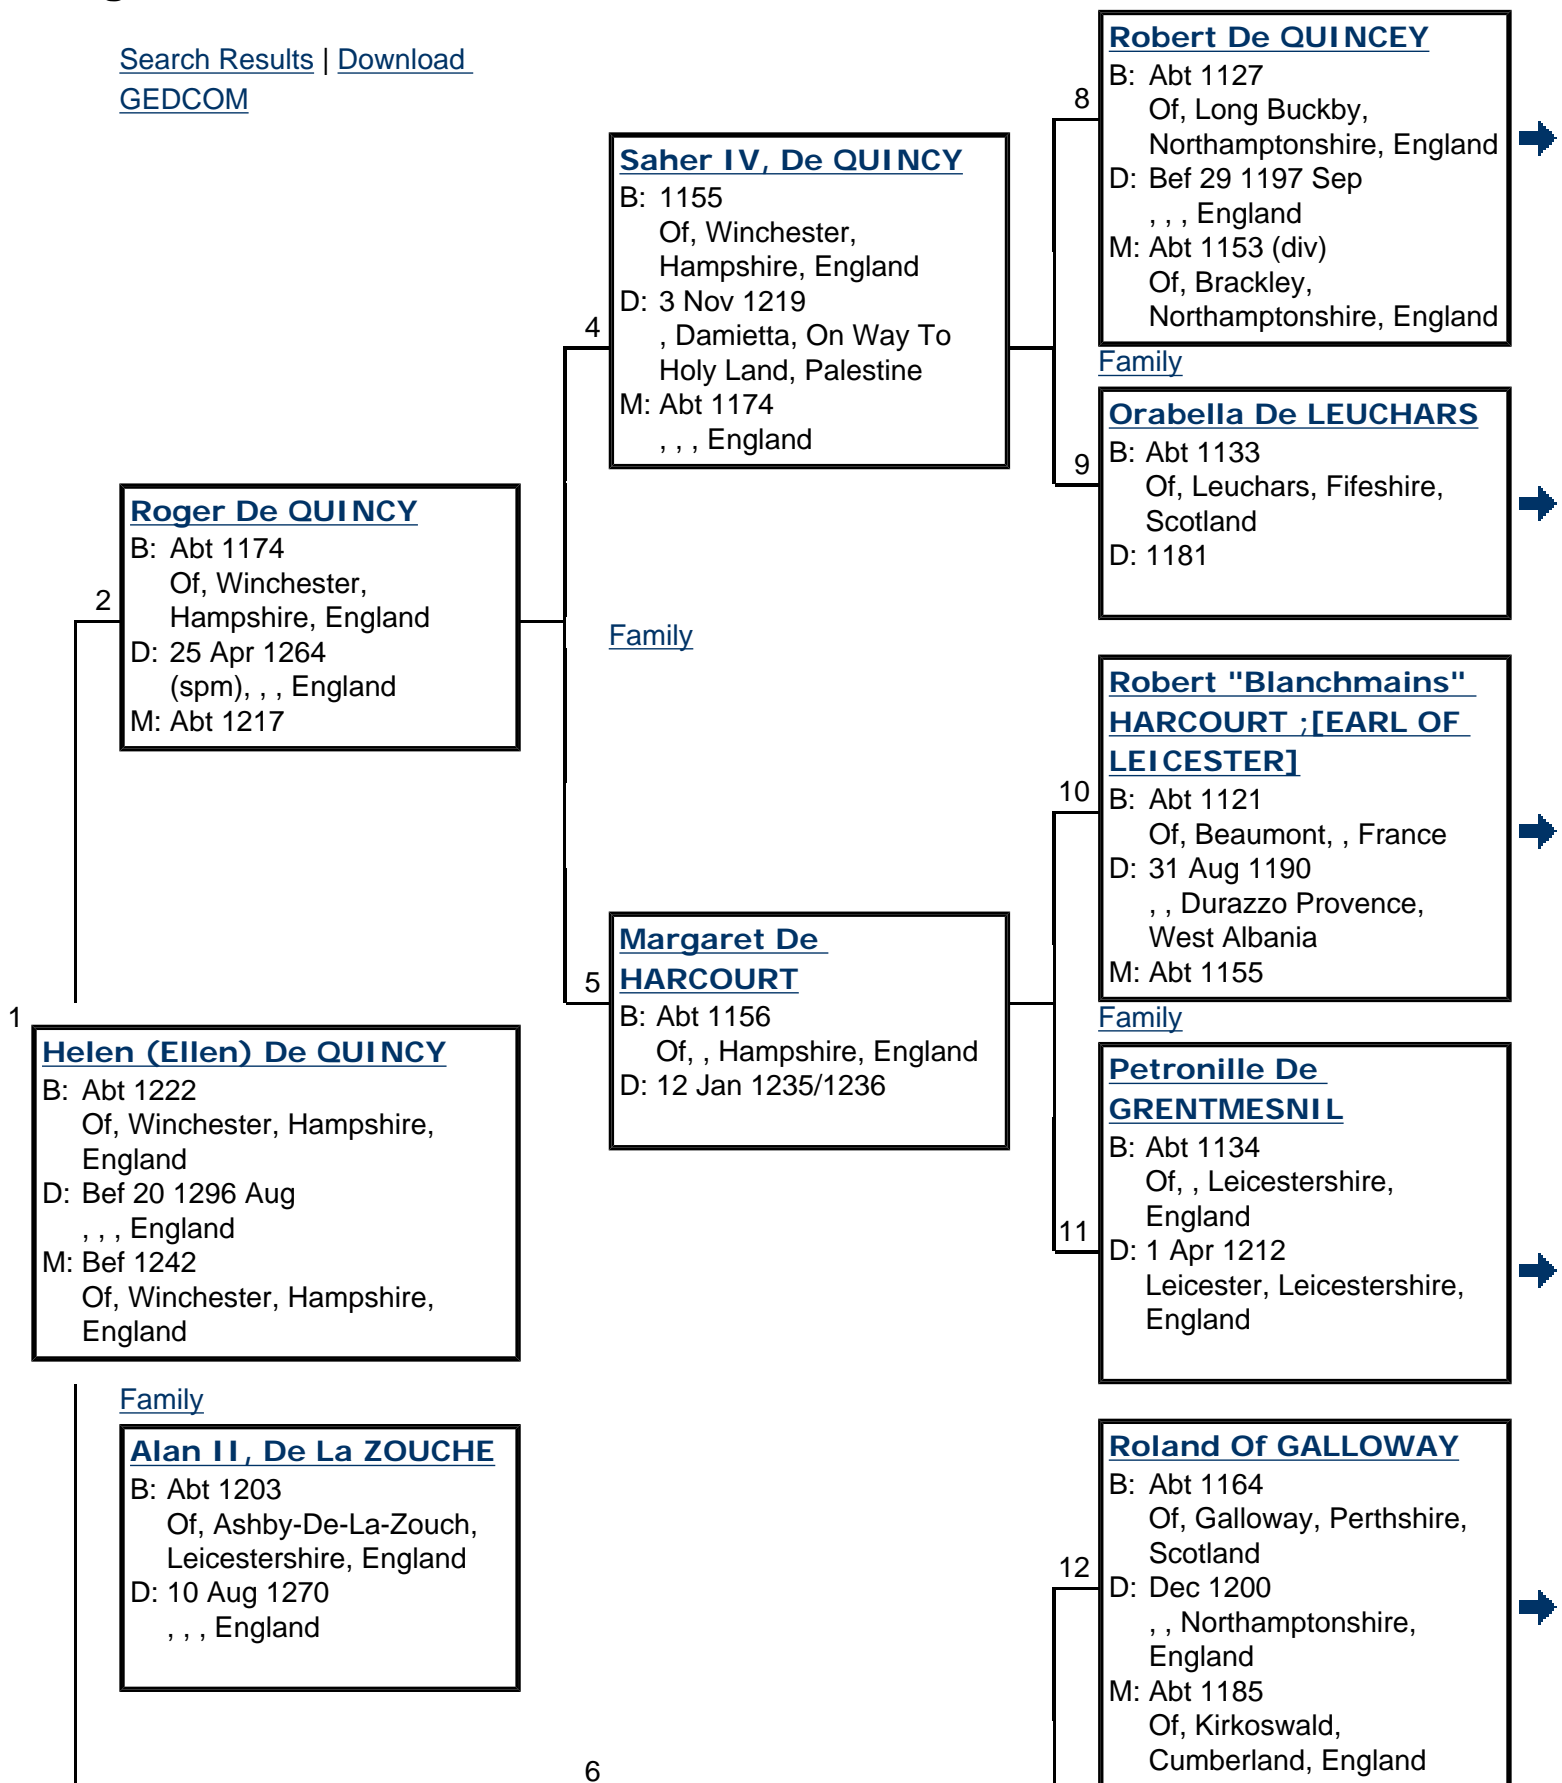 Search Results | Download
GEDCOM
8
Robert De QUINCEY
B: Abt 1127
Of, Long Buckby,
Northamptonshire, England
D: Bef 29 1197 Sep
, , , England
M: Abt 1153 (div)
Of, Brackley,
Northamptonshire, England
4
Saher IV, De QUINCY
B: 1155
Of, Winchester,
Hampshire, England
D: 3 Nov 1219
, Damietta, On Way To
Holy Land, Palestine
M: Abt 1174
, , , England
Family
9
Orabella De LEUCHARS
B: Abt 1133
Of, Leuchars, Fifeshire,
Scotland
D: 1181
2
Roger De QUINCY
B: Abt 1174
Of, Winchester,
Hampshire, England
D: 25 Apr 1264
(spm), , , England
M: Abt 1217
Family
10
Robert "Blanchmains"
HARCOURT ;[EARL OF
LEICESTER]
B: Abt 1121
Of, Beaumont, , France
D: 31 Aug 1190
, , Durazzo Provence,
West Albania
M: Abt 1155
5
Margaret De
HARCOURT
B: Abt 1156
Of, , Hampshire, England
D: 12 Jan 1235/1236
Family
1
Helen (Ellen) De QUINCY
B: Abt 1222
Of, Winchester, Hampshire,
England
D: Bef 20 1296 Aug
, , , England
M: Bef 1242
Of, Winchester, Hampshire,
England
11
Petronille De
GRENTMESNIL
B: Abt 1134
Of, , Leicestershire,
England
D: 1 Apr 1212
Leicester, Leicestershire,
England
Family
Alan II, De La ZOUCHE
B: Abt 1203
Of, Ashby-De-La-Zouch,
Leicestershire, England
D: 10 Aug 1270
, , , England
12
Roland Of GALLOWAY
B: Abt 1164
Of, Galloway, Perthshire,
Scotland
D: Dec 1200
, , Northamptonshire,
England
M: Abt 1185
Of, Kirkoswald,
Cumberland, England
6